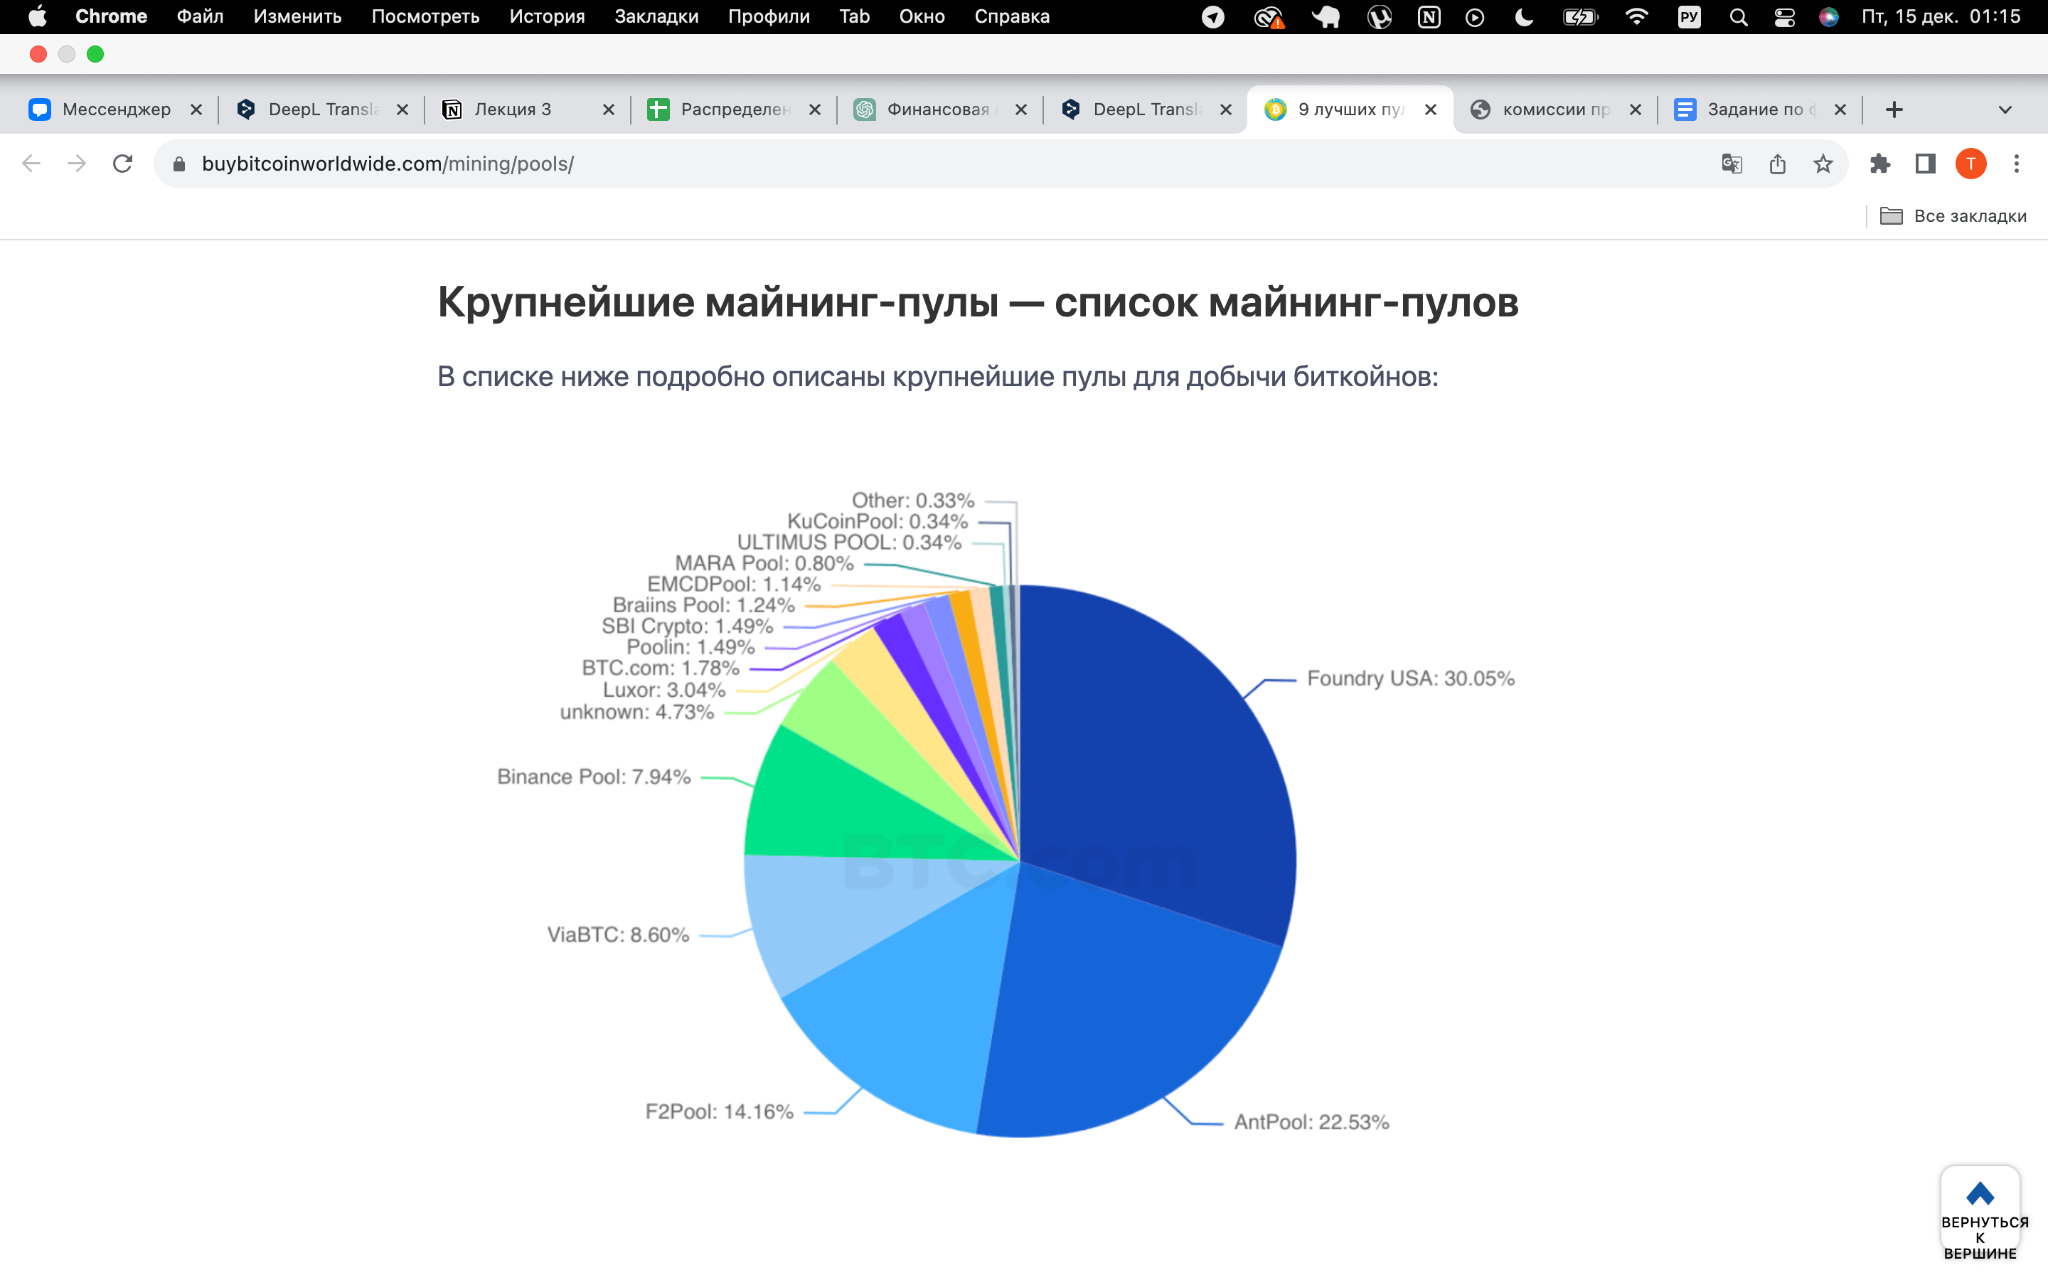 Chrome Файл Изменить Посмотреть История Закладки Профили Tab Окно Справка РУ Пт, 15 дек. 01:15
Мессенджер DeepL Transla Лекция 3 Распределен Финансовая DeepL Transla 9 лучших пул комиссии пр Задание по ф
buybitcoinworldwide.com/mining/pools/ T
Все закладки
Крупнейшие майнинг-пулы — список майнинг-пулов
В списке ниже подробно описаны крупнейшие пулы для добычи биткойнов:
Other: 0.33%
KuCoinPool: 0.34%
ULTIMUS POOL: 0.34%
MARA Pool: 0.80%
EMCDPool: 1.14%
Braiins Pool: 1.24%
SBI Crypto: 1.49%
Poolin: 1.49%
BTC.com: 1.78%
Foundry USA: 30.05%
Luxor: 3.04%
unknown: 4.73%
Binance Pool: 7.94%
BTC.com
ViaBTC: 8.60%
F2Pool: 14.16%
AntPool: 22.53%
ВЕРНУТЬСЯ
К
ВЕРШИНЕ